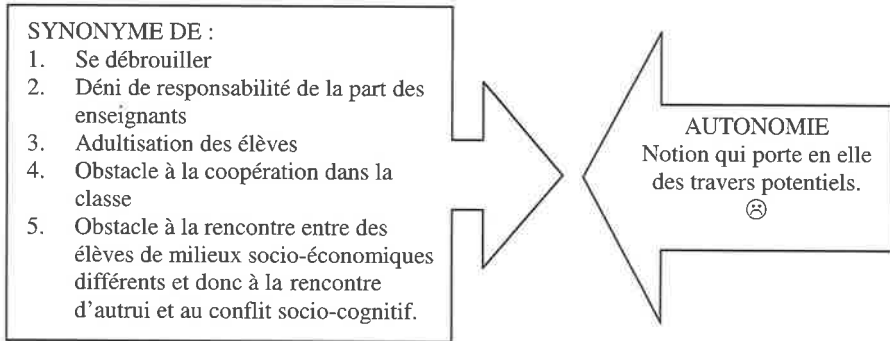 SYNONYME DE :
1. Se débrouiller
2. Déni de responsabilité de la part des
enseignants
3. Adultisation des élèves
4. Obstacle à la coopération dans la
classe
5. Obstacle à la rencontre entre des
élèves de milieux socio-économiques
différents et donc à la rencontre
d'autrui et au conflit socio-cognitif.
AUTONOMIE
Notion qui porte en elle
des travers potentiels.
☹